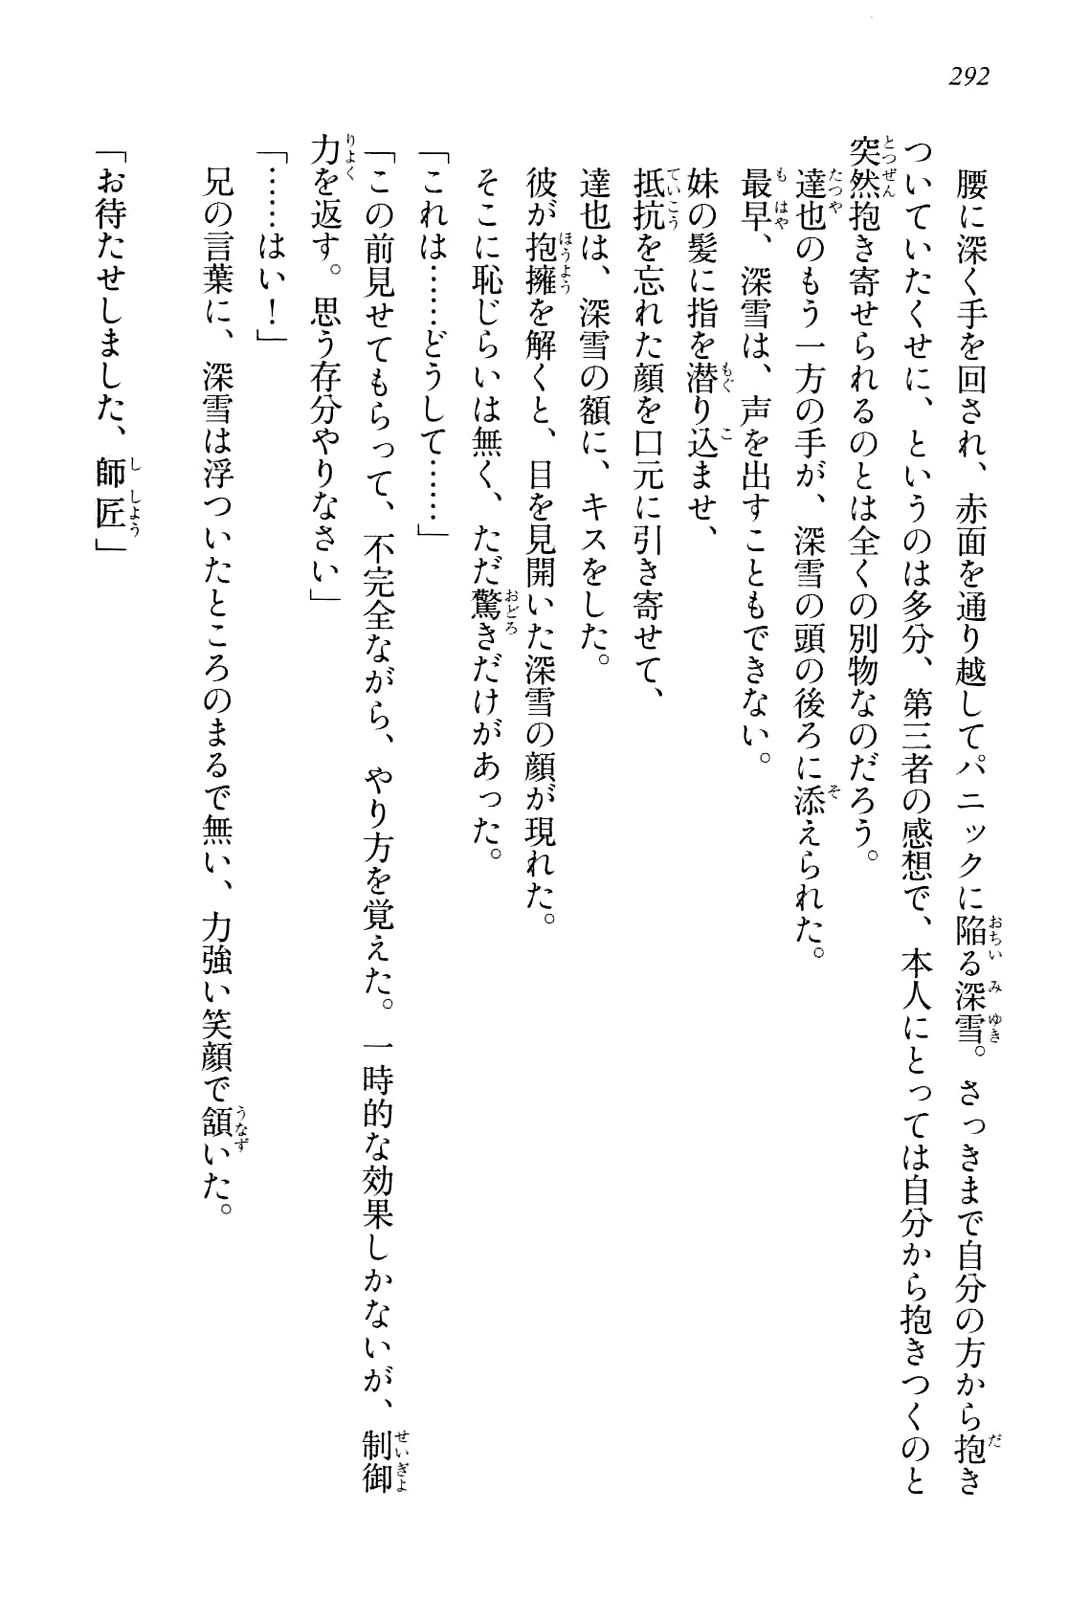 292
腰に深く手を回され、赤面を通り越してパニックに陥る深雪。さっきまで自分の方から抱き
ついていたくせに、というのは多分、第三者の感想で、本人にとっては自分から抱きつくのと
突然抱き寄せられるのとは全くの別物なのだろう。
達也のもう一方の手が、深雪の頭の後ろに添えられた。
最早、深雪は、声を出すこともできない。
妹の髪に指を潜り込ませ、
抵抗を忘れた顔を口元に引き寄せて、
達也は、深雪の額に、キスをした。
彼が抱擁を解くと、目を見開いた深雪の顔が現れた。
そこに恥じらいは無く、ただ驚きだけがあった。
「これは……どうして……」
「この前見せてもらって、不完全ながら、やり方を覚えた。一時的な効果しかないが、制御
力を返す。思う存分やりなさい」
「……はい！」
兄の言葉に、深雪は浮ついたところのまるで無い、力強い笑顔で頷いた。
「お待たせしました、師匠」